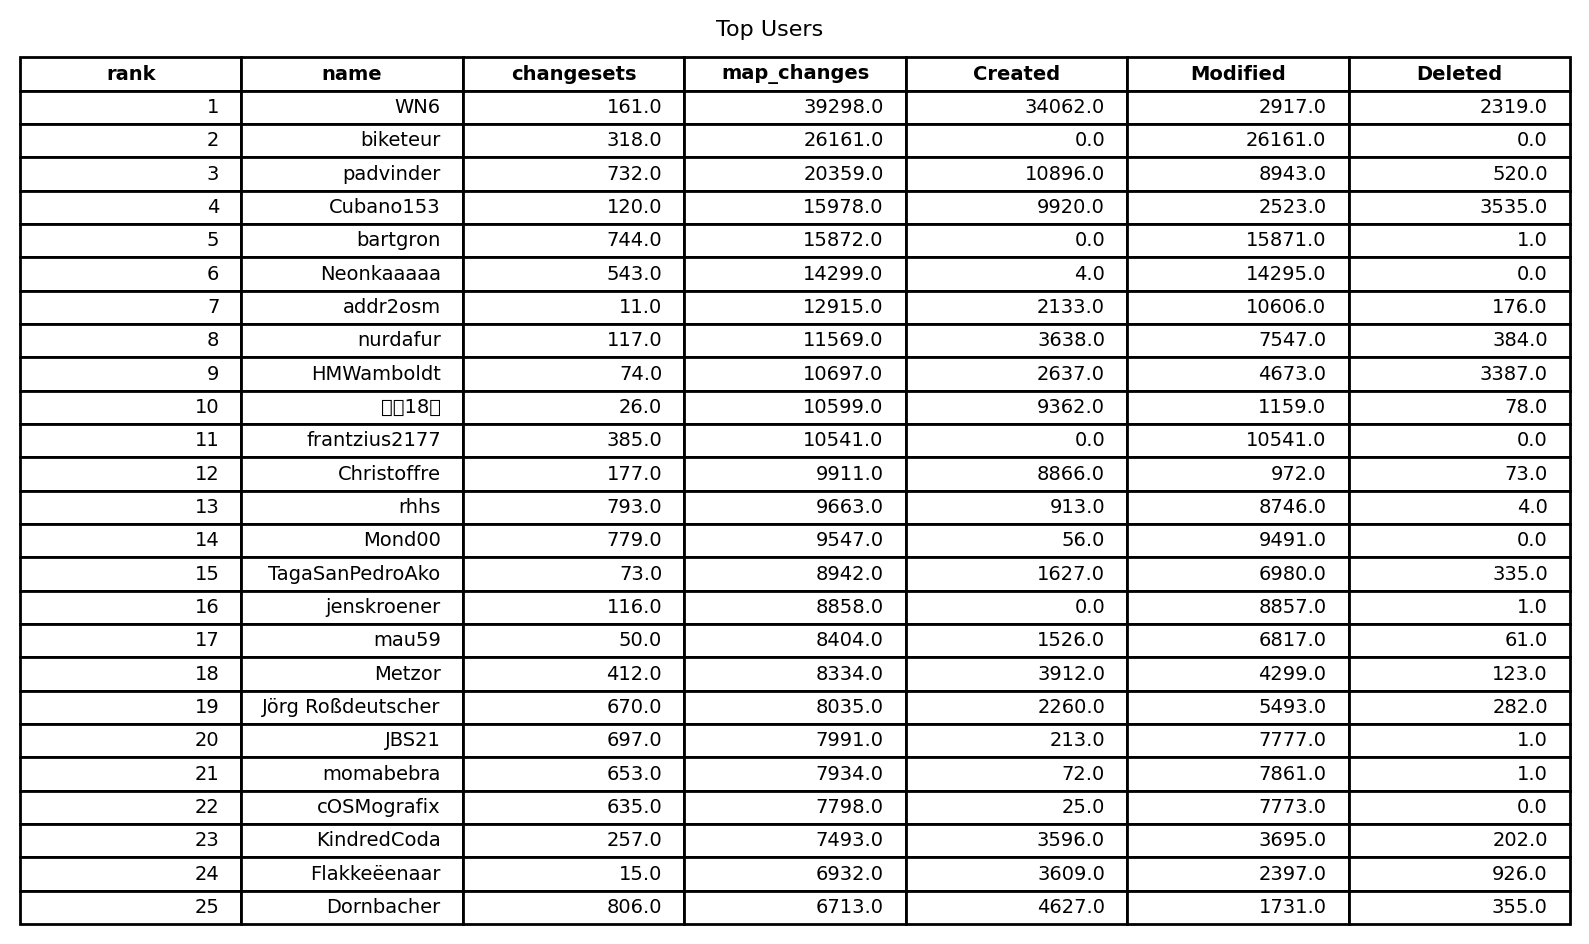 Top Users
rank name changesets map_changes Created Modified Deleted
1 WN6 161.0 39298.0 34062.0 2917.0 2319.0
2 biketeur 318.0 26161.0 0.0 26161.0 0.0
3 padvinder 732.0 20359.0 10896.0 8943.0 520.0
4 Cubano153 120.0 15978.0 9920.0 2523.0 3535.0
5 bartgron 744.0 15872.0 0.0 15871.0 1.0
6 Neonkaaaaa 543.0 14299.0 4.0 14295.0 0.0
7 addr2osm 11.0 12915.0 2133.0 10606.0 176.0
8 nurdafur 117.0 11569.0 3638.0 7547.0 384.0
9 HMWamboldt 74.0 10697.0 2637.0 4673.0 3387.0
10 18 26.0 10599.0 9362.0 1159.0 78.0
11 frantzius2177 385.0 10541.0 0.0 10541.0 0.0
12 Christoffre 177.0 9911.0 8866.0 972.0 73.0
13 rhhs 793.0 9663.0 913.0 8746.0 4.0
14 Mond00 779.0 9547.0 56.0 9491.0 0.0
15 TagaSanPedroAko 73.0 8942.0 1627.0 6980.0 335.0
16 jenskroener 116.0 8858.0 0.0 8857.0 1.0
17 mau59 50.0 8404.0 1526.0 6817.0 61.0
18 Metzor 412.0 8334.0 3912.0 4299.0 123.0
19 Jörg Roßdeutscher 670.0 8035.0 2260.0 5493.0 282.0
20 JBS21 697.0 7991.0 213.0 7777.0 1.0
21 momabebra 653.0 7934.0 72.0 7861.0 1.0
22 cOSMografix 635.0 7798.0 25.0 7773.0 0.0
23 KindredCoda 257.0 7493.0 3596.0 3695.0 202.0
24 Flakkeëenaar 15.0 6932.0 3609.0 2397.0 926.0
25 Dornbacher 806.0 6713.0 4627.0 1731.0 355.0